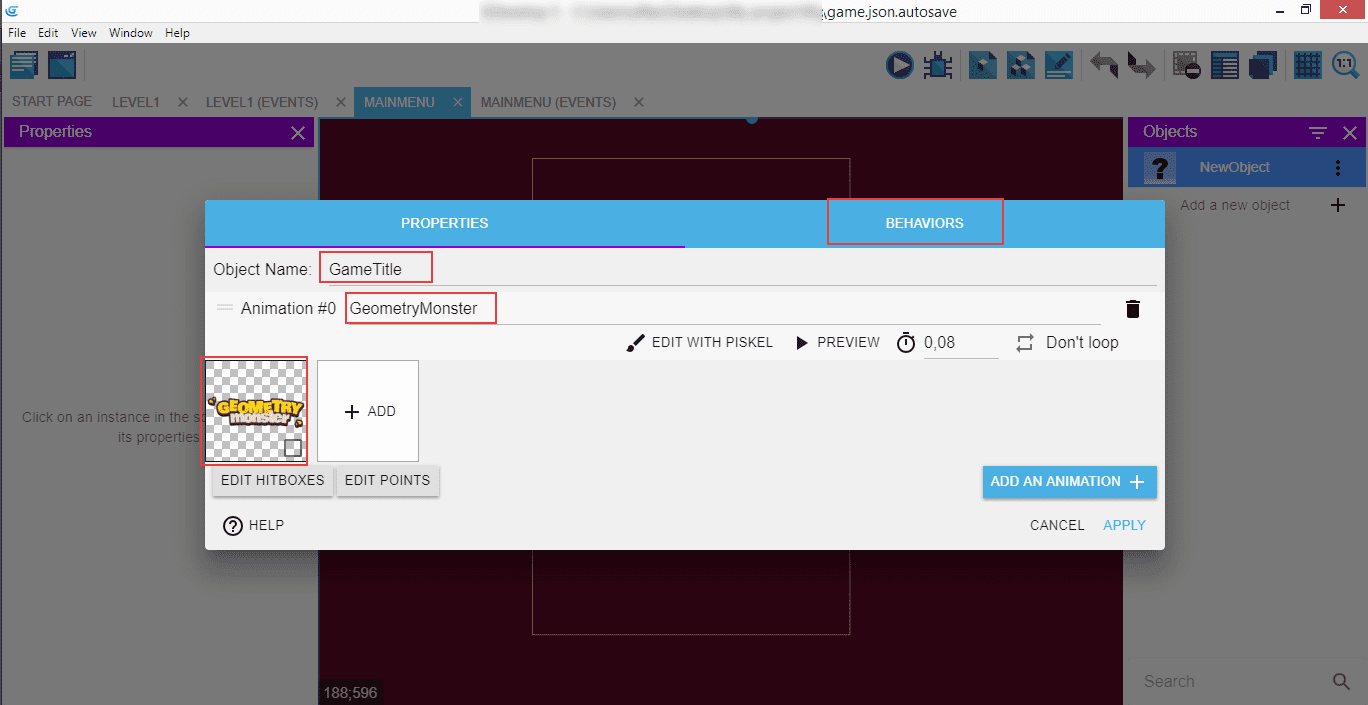 \game.json.autosave
File Edit View Window Help
1:1
START PAGE LEVEL1 LEVEL1 (EVENTS) MAINMENU MAINMENU (EVENTS)
Properties
Objects
?
NewObject
Add a new object
PROPERTIES BEHAVIORS
Object Name: GameTitle
Animation #0 GeometryMonster
EDIT WITH PISKEL PREVIEW 0,08 Don't loop
GEOMETRY
monster
ADD
Click on an instance in the
its properties
EDIT HITBOXES EDIT POINTS
ADD AN ANIMATION
? HELP
CANCEL APPLY
188;596
Search